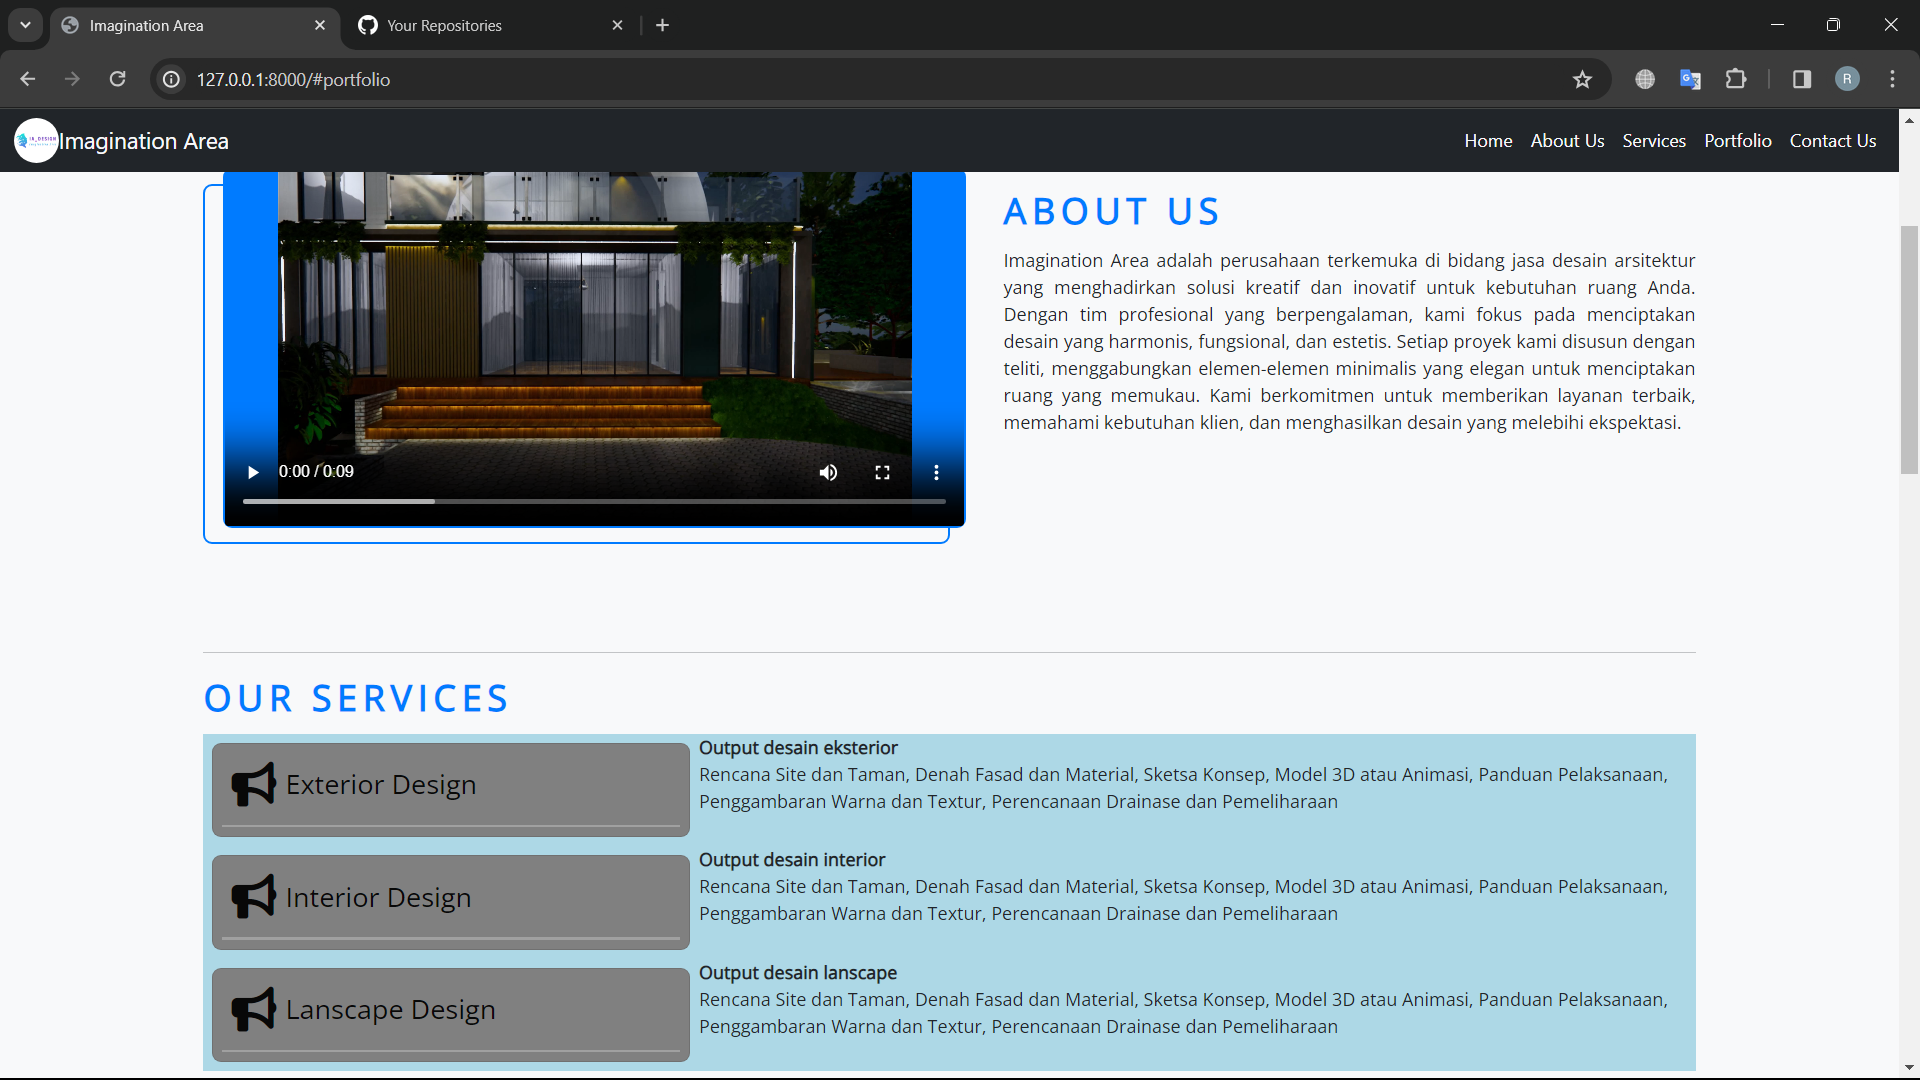 Imagination Area
Your Repositories
127.0.0.1:8000/#portfolio
R
Imagination Area
Home
About Us
Services
Portfolio
Contact Us
ABOUT US
Imagination Area adalah perusahaan terkemuka di bidang jasa desain arsitektur
yang menghadirkan solusi kreatif dan inovatif untuk kebutuhan ruang Anda.
Dengan tim profesional yang berpengalaman, kami fokus pada menciptakan
desain yang harmonis, fungsional, dan estetis. Setiap proyek kami disusun dengan
teliti, menggabungkan elemen-elemen minimalis yang elegan untuk menciptakan
ruang yang memukau. Kami berkomitmen untuk memberikan layanan terbaik,
memahami kebutuhan klien, dan menghasilkan desain yang melebihi ekspektasi.
0:00 / 0:09
OUR SERVICES
Exterior Design
Output desain eksterior
Rencana Site dan Taman, Denah Fasad dan Material, Sketsa Konsep, Model 3D atau Animasi, Panduan Pelaksanaan,
Penggambaran Warna dan Textur, Perencanaan Drainase dan Pemeliharaan
Interior Design
Output desain interior
Rencana Site dan Taman, Denah Fasad dan Material, Sketsa Konsep, Model 3D atau Animasi, Panduan Pelaksanaan,
Penggambaran Warna dan Textur, Perencanaan Drainase dan Pemeliharaan
Lanscape Design
Output desain lanscape
Rencana Site dan Taman, Denah Fasad dan Material, Sketsa Konsep, Model 3D atau Animasi, Panduan Pelaksanaan,
Penggambaran Warna dan Textur, Perencanaan Drainase dan Pemeliharaan